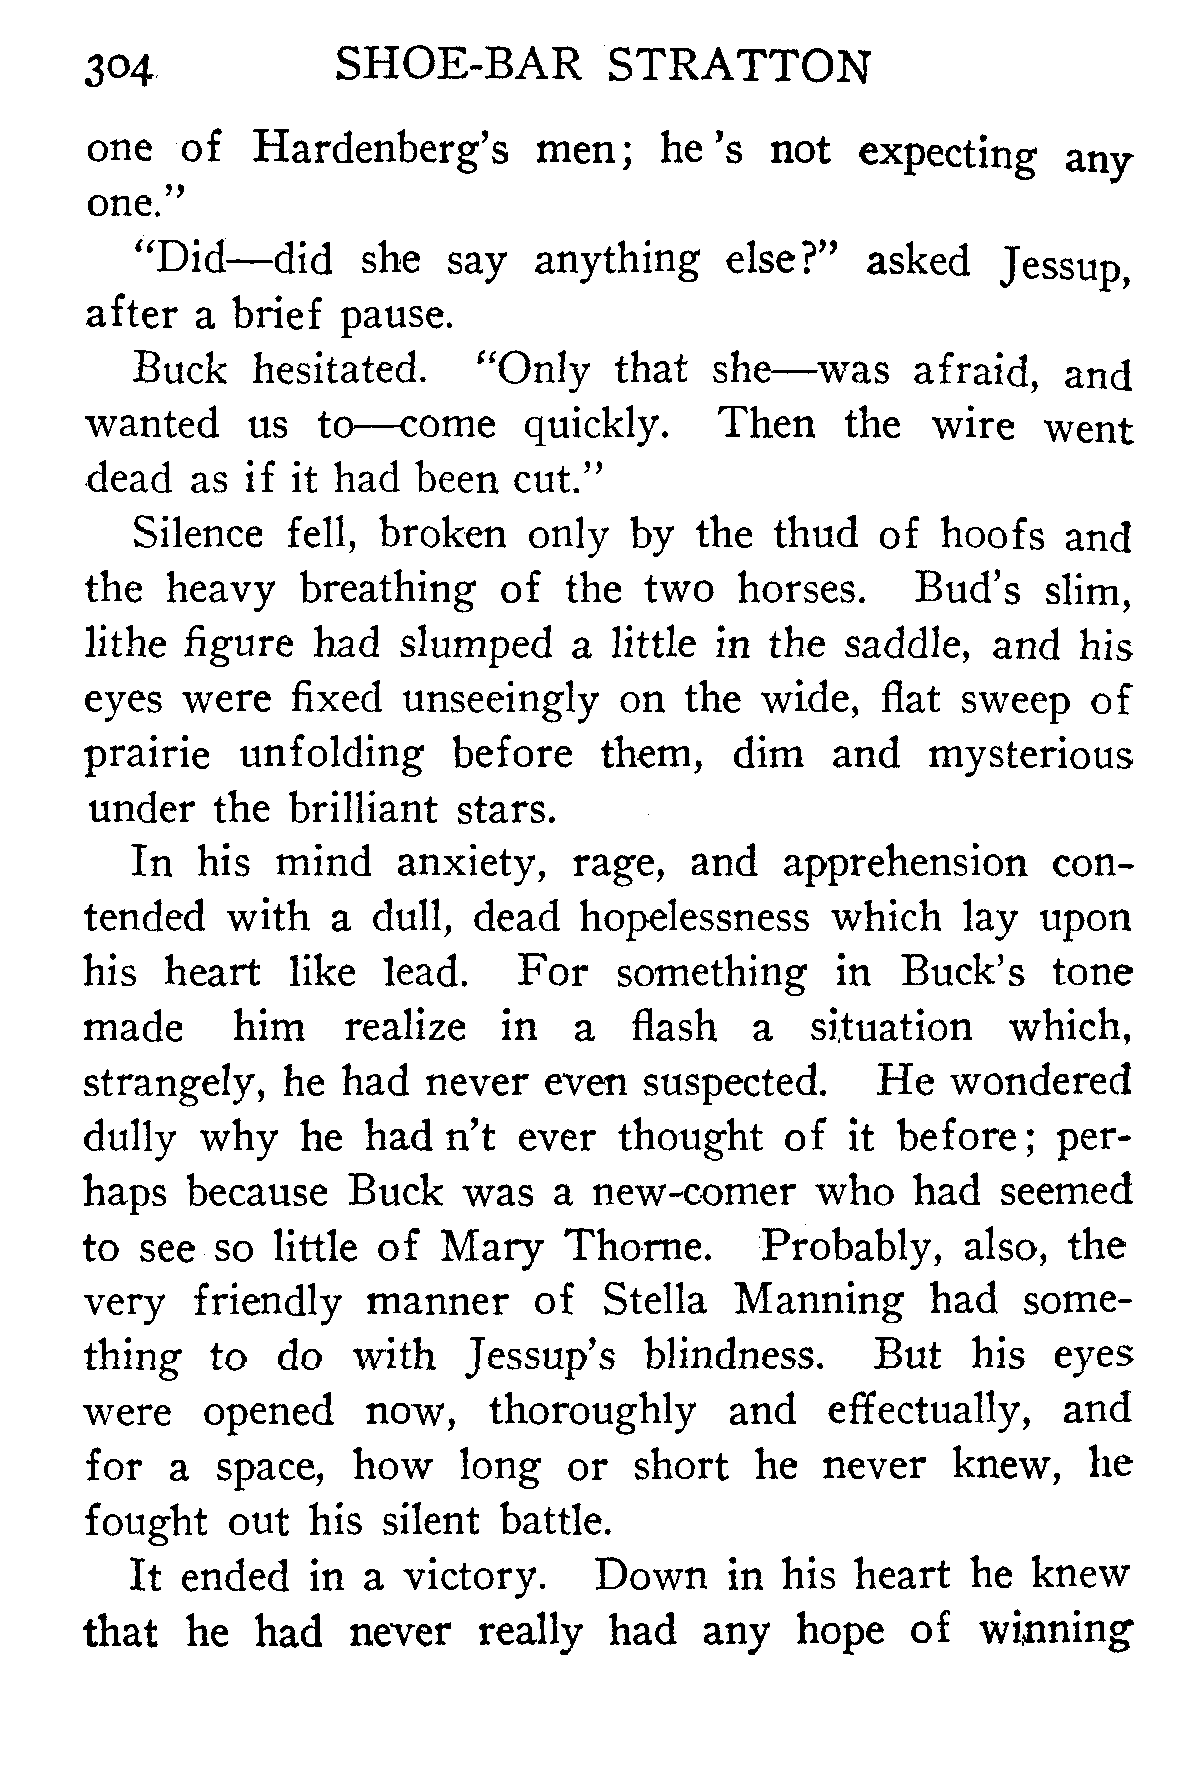 304 SHOE-BAR STRATTON
one of Hardenberg's men; he 's not expecting any
one."
"Did—did she say anything else?" asked Jessup,
after a brief pause.
Buck hesitated. "Only that she—was afraid, and
wanted us to—come quickly. Then the wire went
dead as if it had been cut."
Silence fell, broken only by the thud of hoofs and
the heavy breathing of the two horses. Bud's slim,
lithe figure had slumped a little in the saddle, and his
eyes were fixed unseeingly on the wide, flat sweep of
prairie unfolding before them, dim and mysterious
under the brilliant stars.
In his mind anxiety, rage, and apprehension con-
tended with a dull, dead hopelessness which lay upon
his heart like lead. For something in Buck's tone
made him realize in a flash a situation which,
strangely, he had never even suspected. He wondered
dully why he had n't ever thought of it before; per-
haps because Buck was a new-comer who had seemed
to see so little of Mary Thorne. Probably, also, the
very friendly manner of Stella Manning had some-
thing to do with Jessup's blindness. But his eyes
were opened now, thoroughly and effectually, and
for a space, how long or short he never knew, he
fought out his silent battle.
It ended in a victory. Down in his heart he knew
that he had never really had any hope of winning